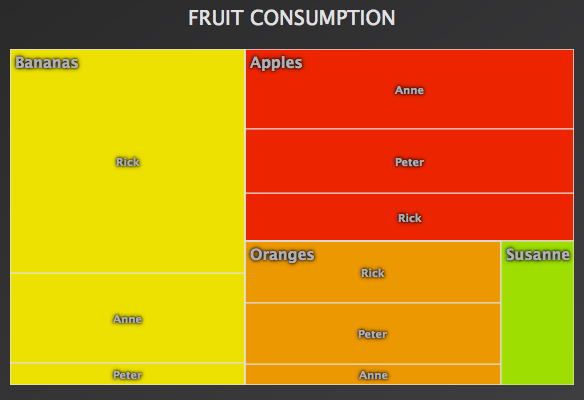 FRUIT CONSUMPTION
Bananas
Rick
Anne
Peter
Apples
Anne
Peter
Rick
Oranges
Rick
Peter
Anne
Susanne